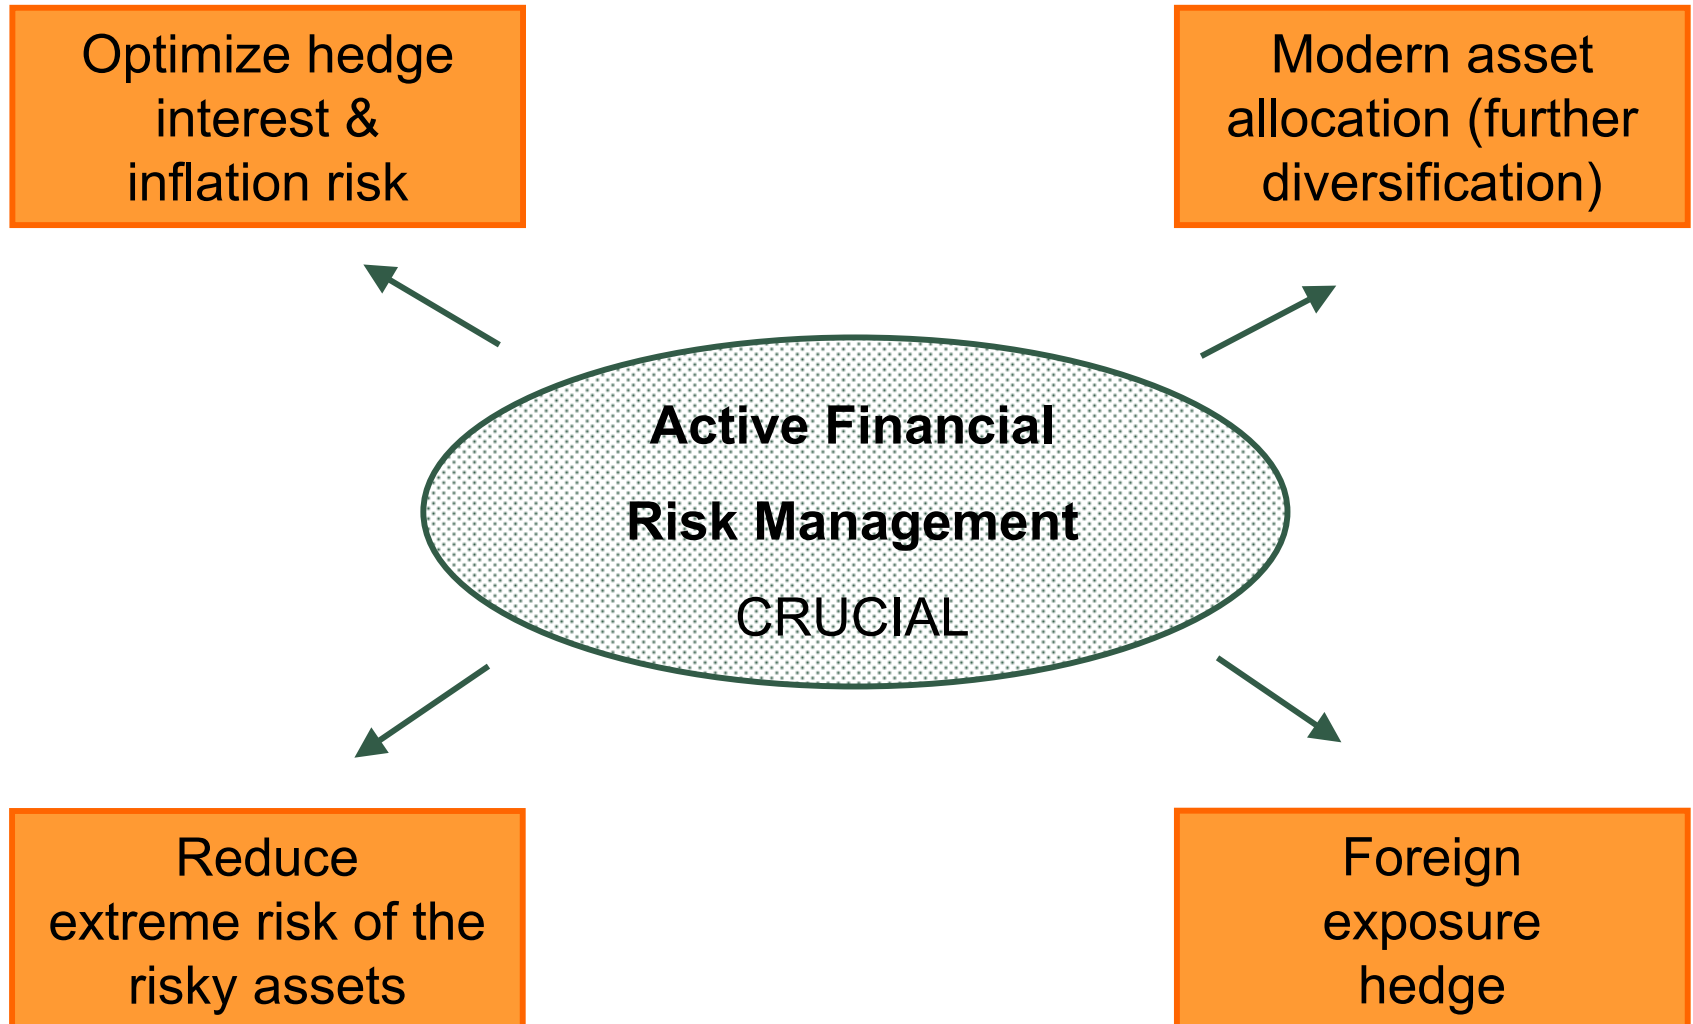 Optimize hedge
interest &
inflation risk
Modern asset
allocation (further
diversification)
Active Financial
Risk Management
CRUCIAL
Reduce
extreme risk of the
risky assets
Foreign
exposure
hedge